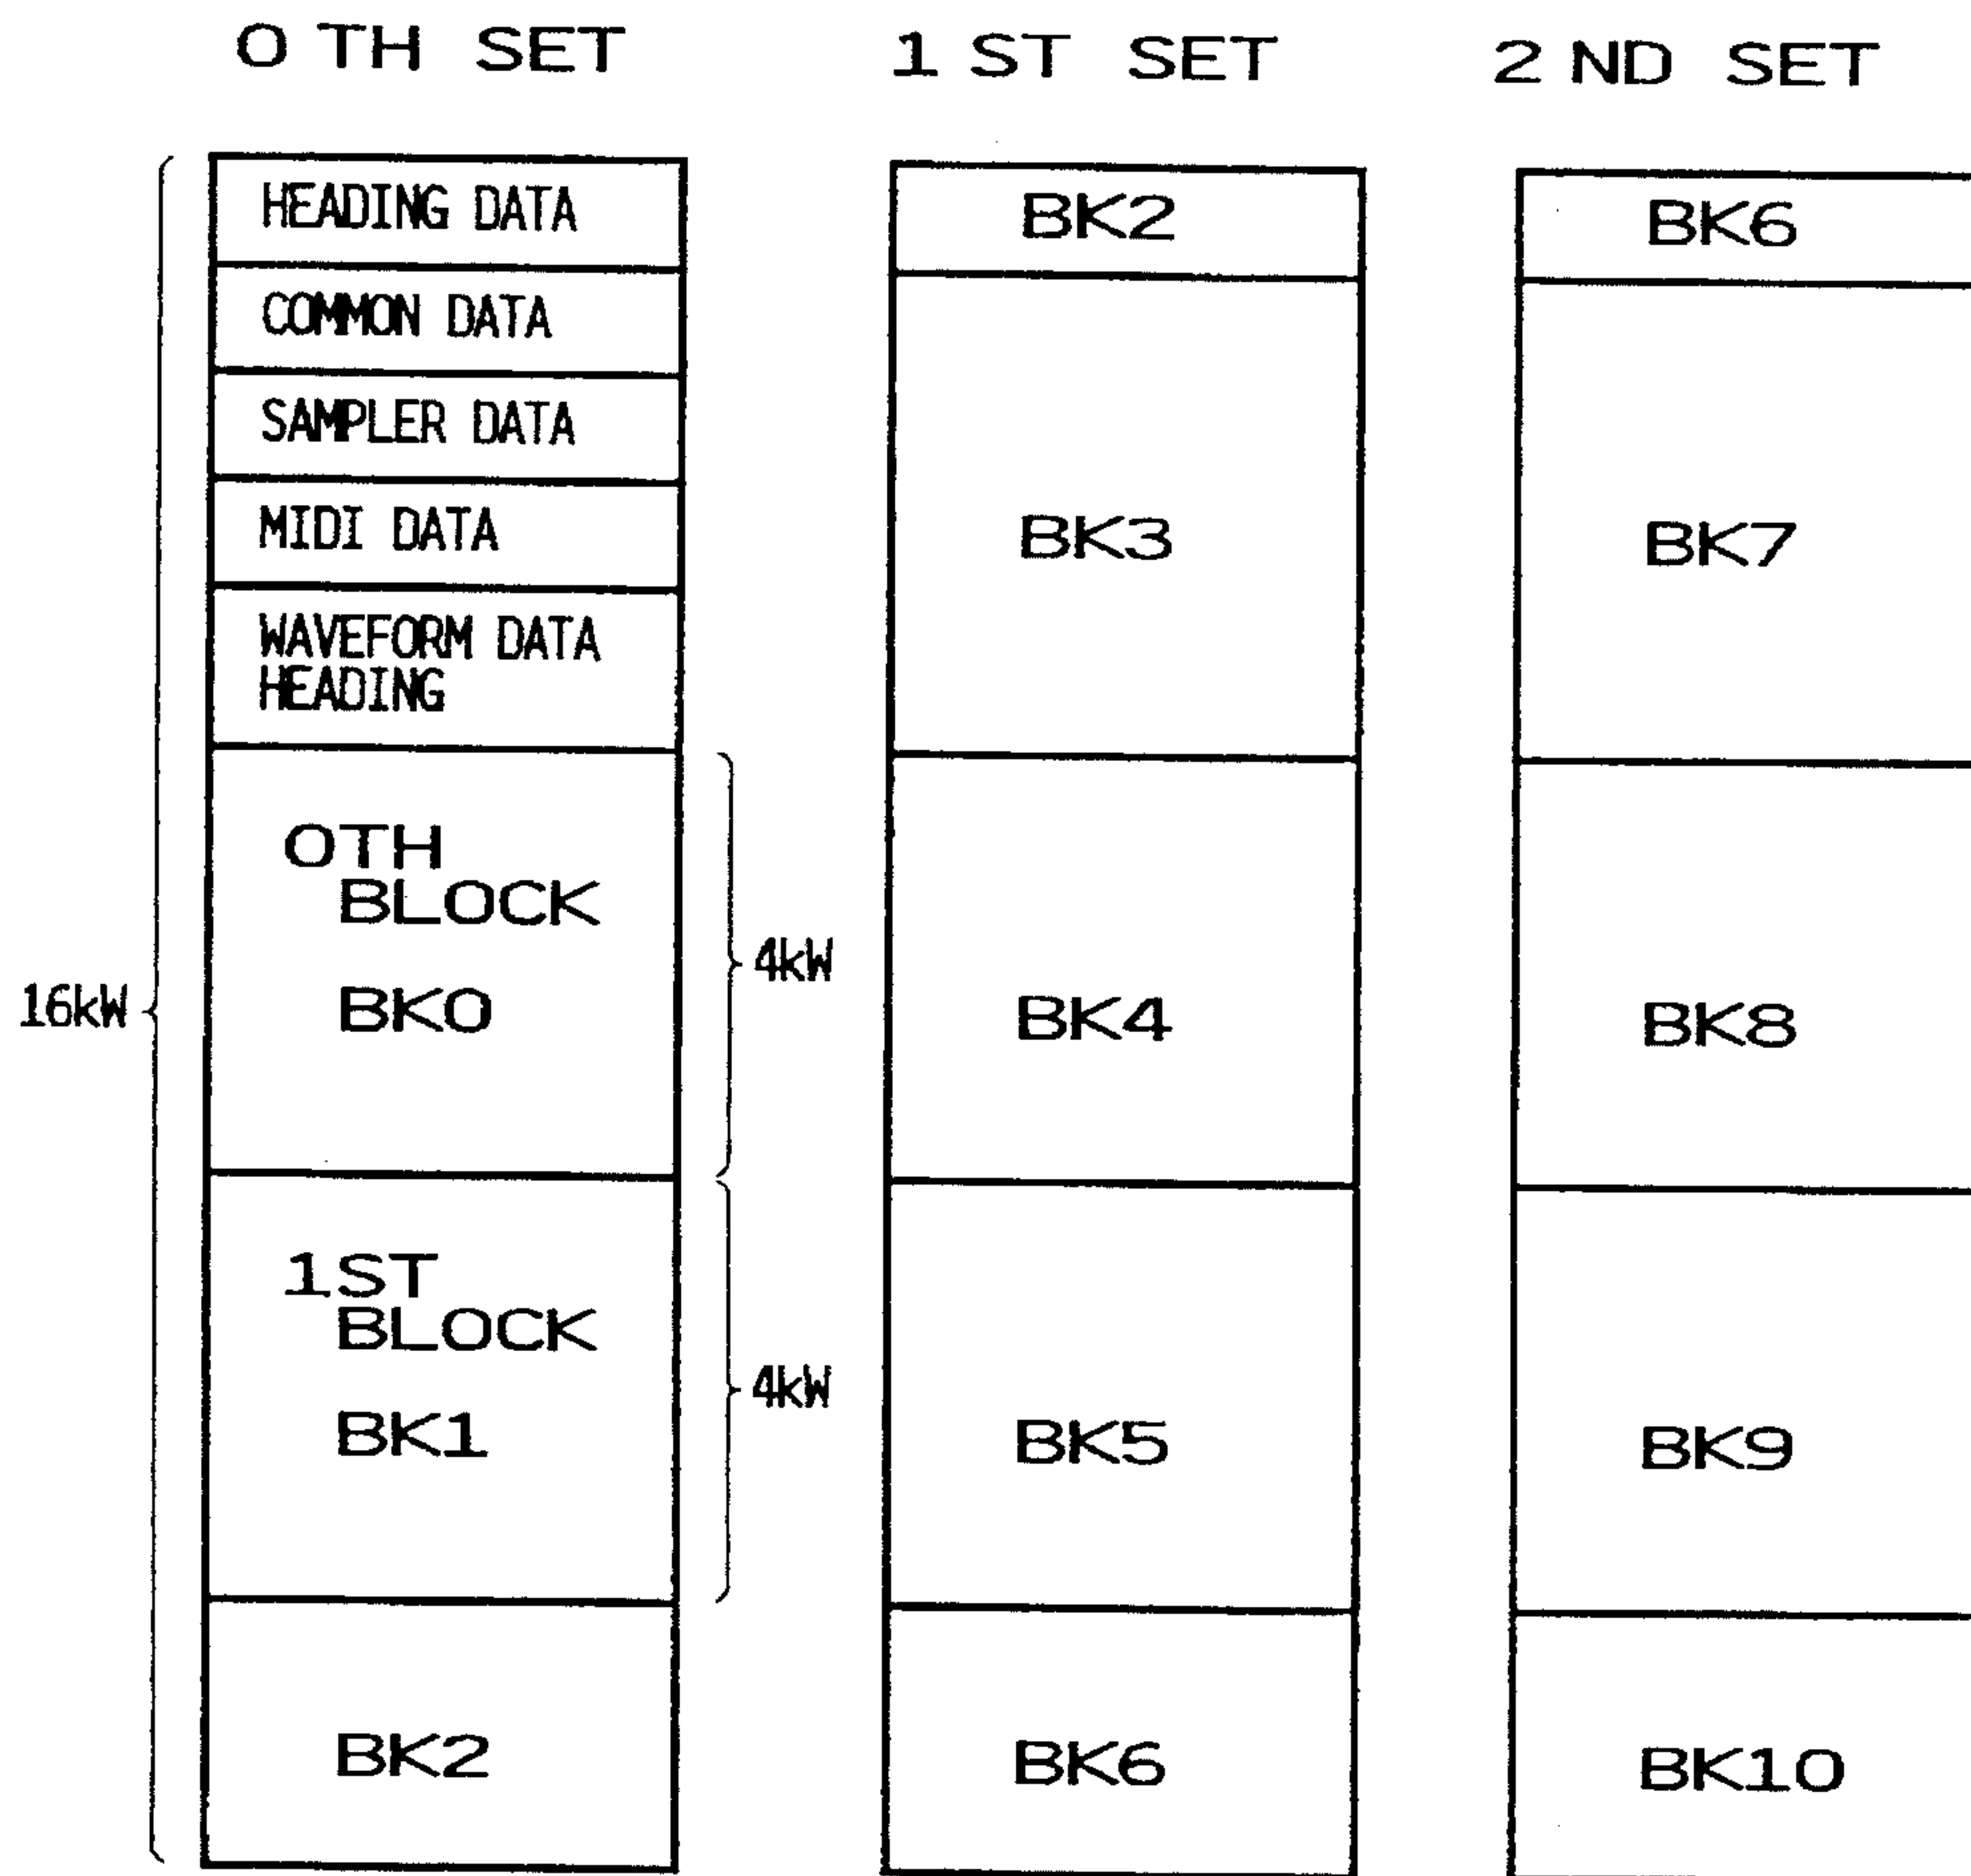 0 TH SET
16kW
HEADING DATA
COMMON DATA
SAMPLER DATA
MIDI DATA
WAVEFORM DATA
HEADING
0TH
BLOCK
BK0
4kW
1ST
BLOCK
BK1
4kW
BK2
1 ST SET
BK2
BK3
BK4
BK5
BK6
2 ND SET
BK6
BK7
BK8
BK9
BK10